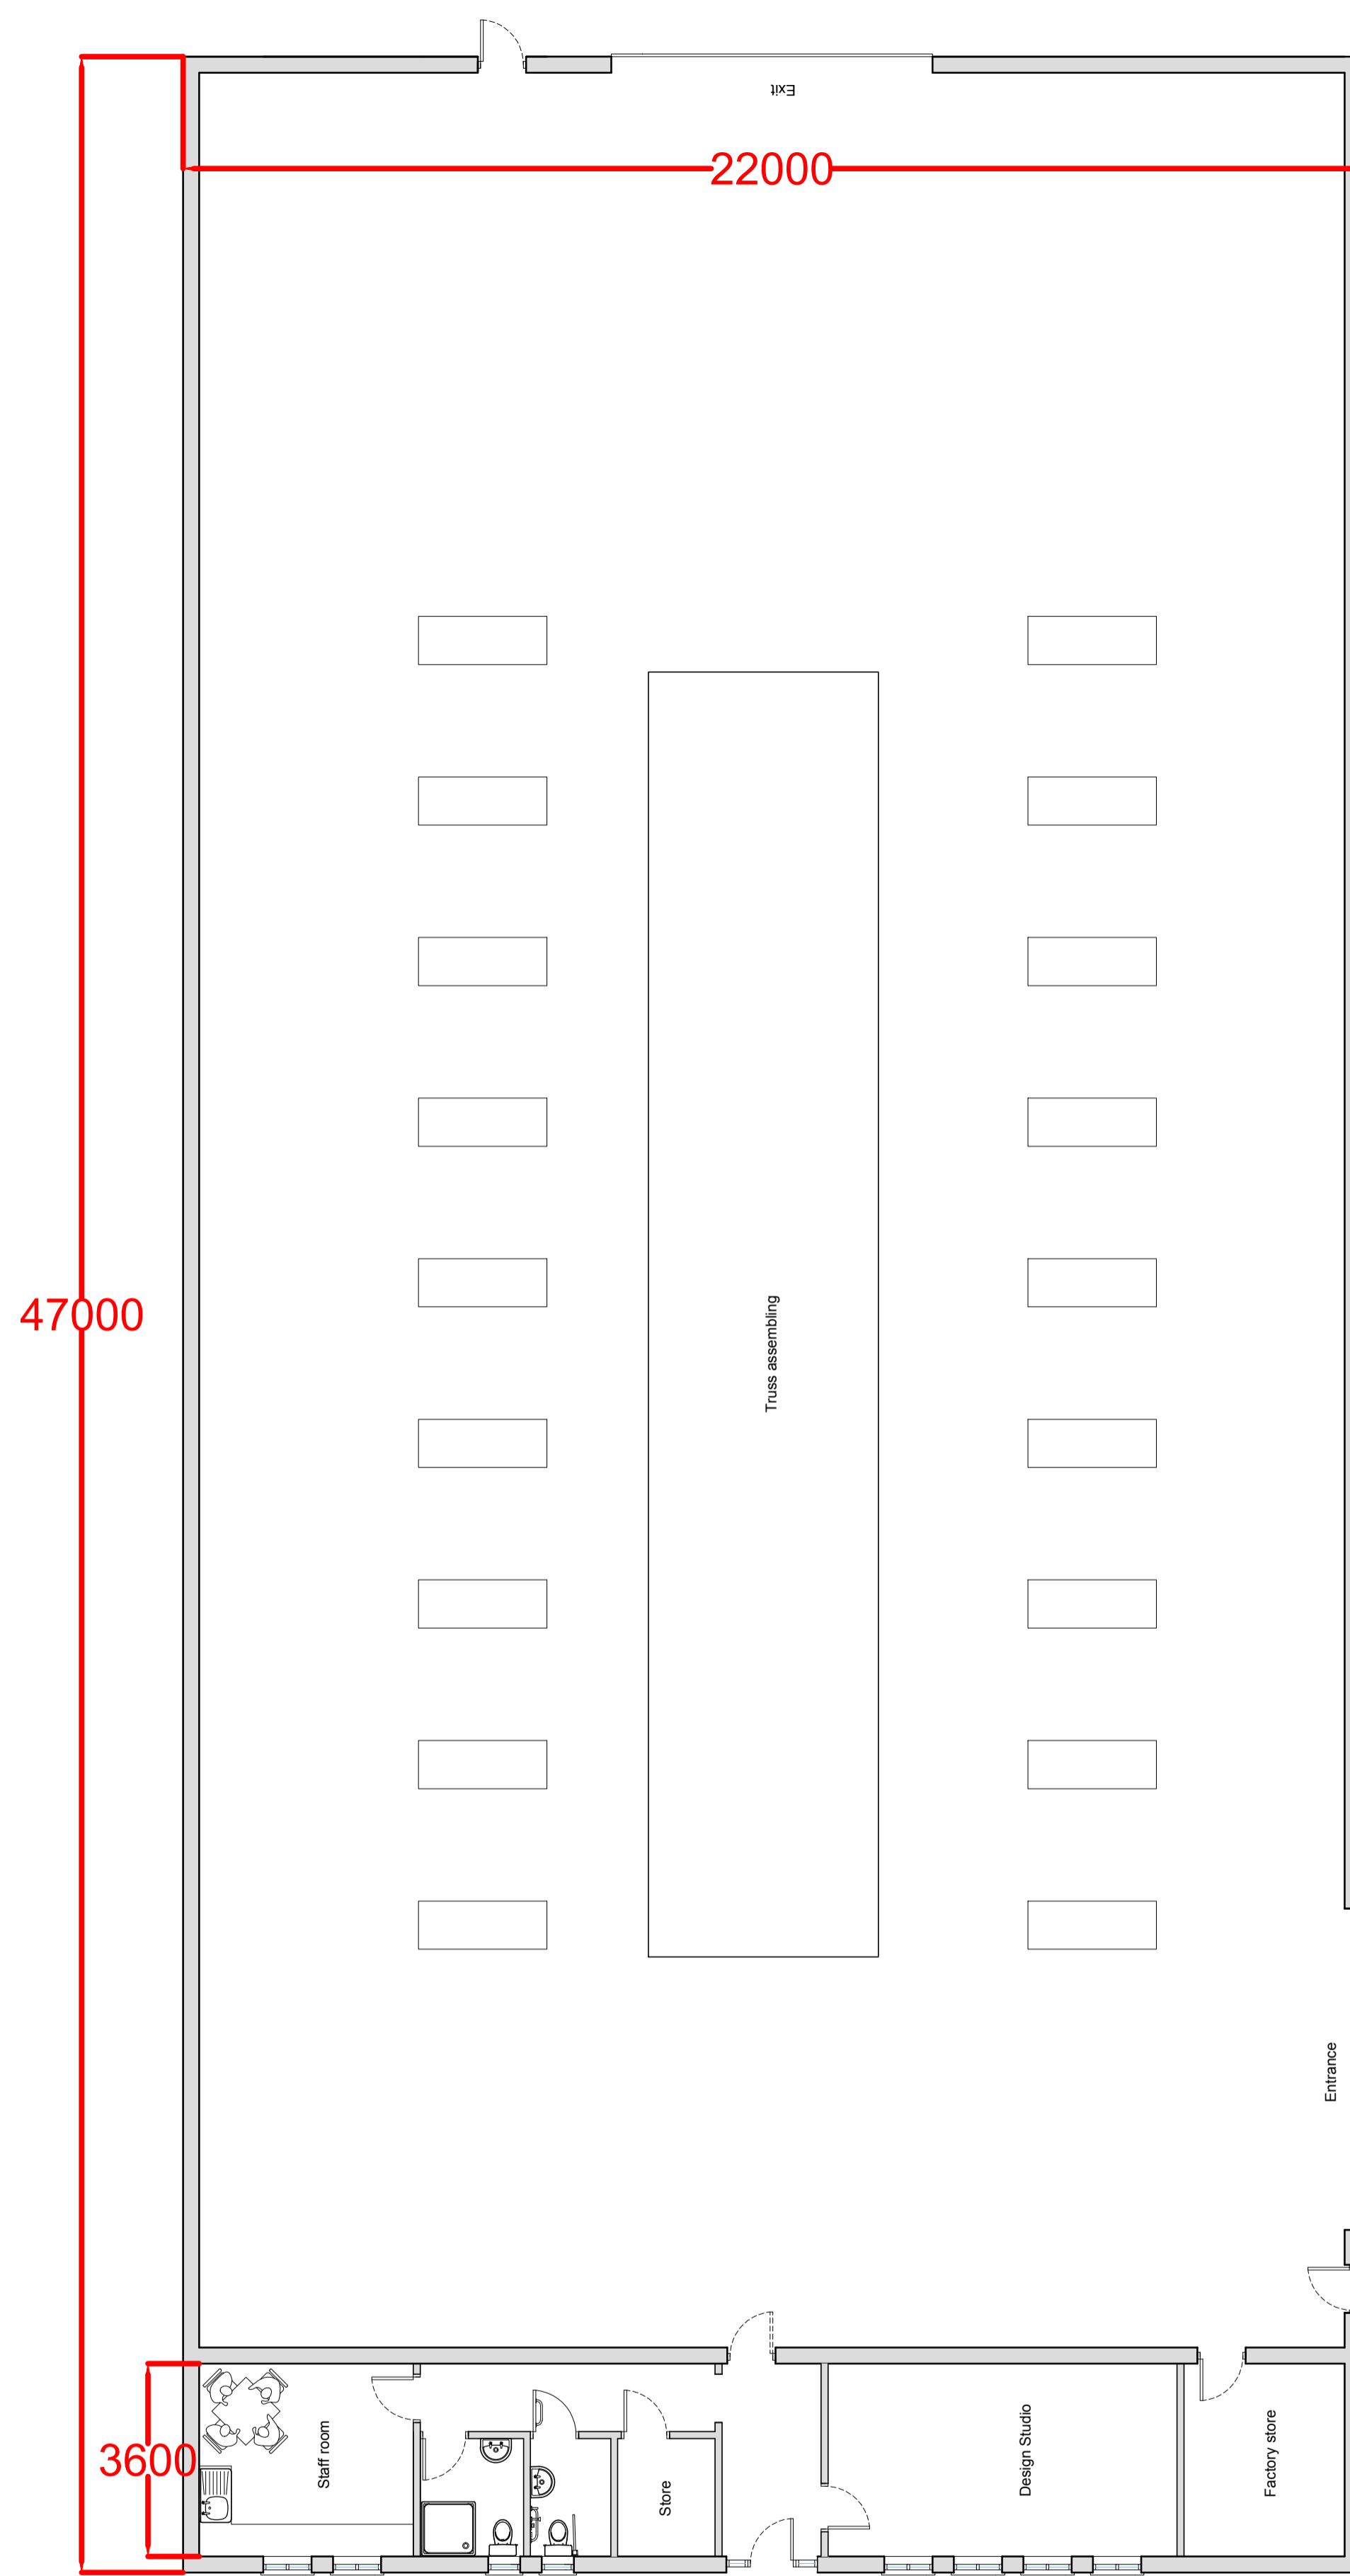 Exit
22000
47000
Truss assembling
Entrance
3600
Staff room
Store
Design Studio
Factory store